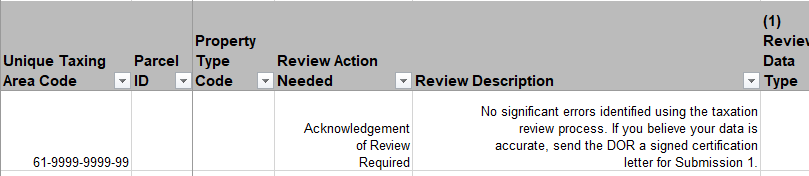 (1)
Property Review
Unique Taxing Parcel Type Review Action Data
Area Code ID Code Needed Review Description Type
No significant errors identified using the taxation
Acknowledgement review process. If you believe your data is
of Review accurate, send the DOR a signed certification
61-9999-9999-99 Required letter for Submission 1.